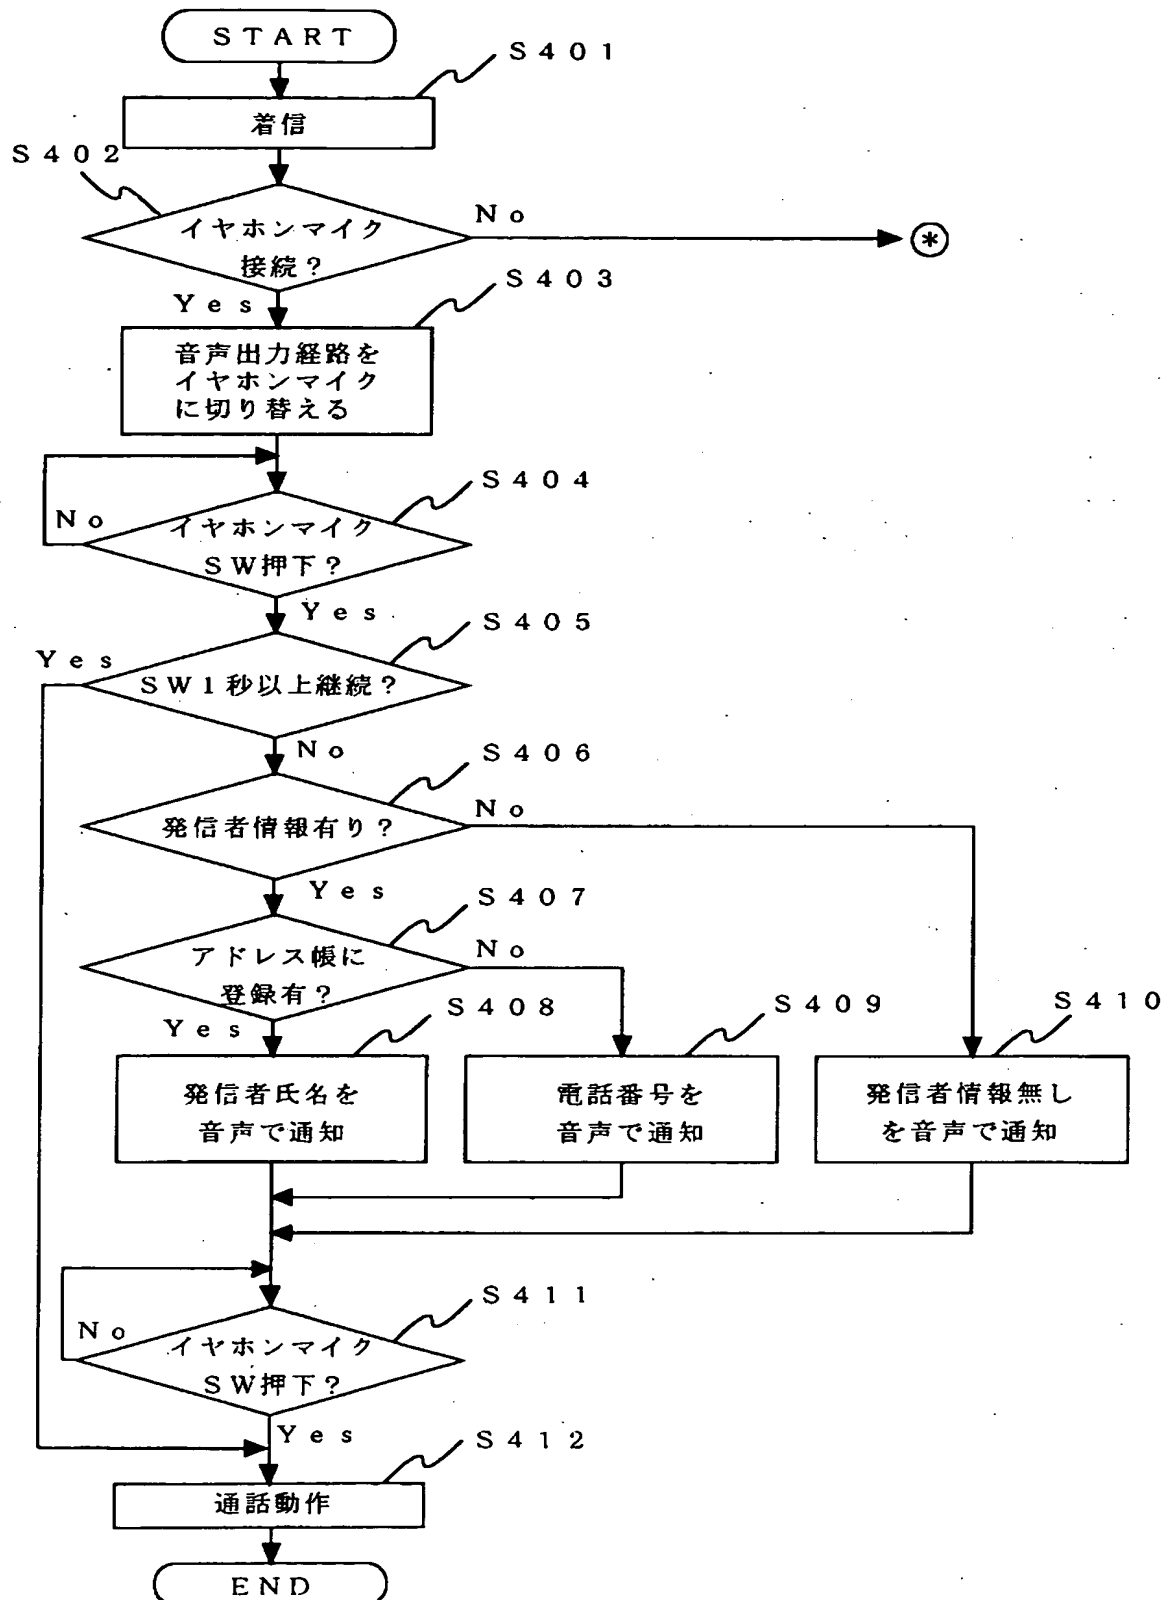 START
S401
着信
S402
イヤホンマイク
接続?
No
*
Yes
S403
音声出力経路を
イヤホンマイク
に切り替える
S404
No
イヤホンマイク
SW押下?
Yes
S405
Yes
SW1秒以上継続?
No
S406
発信者情報有り?
No
Yes
S407
アドレス帳に
登録有?
No
Yes
S408
発信者氏名を
音声で通知
S409
電話番号を
音声で通知
S410
発信者情報無し
を音声で通知
S411
No
イヤホンマイク
SW押下?
Yes
S412
通話動作
END